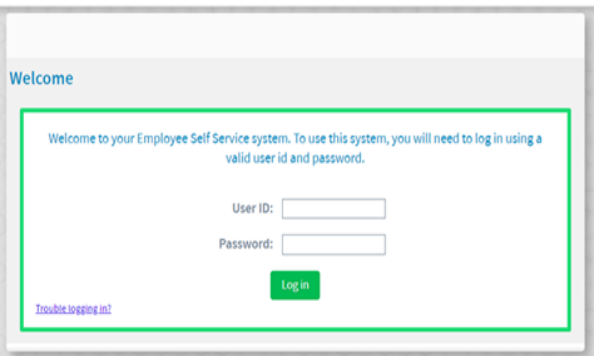 Welcome
Welcome to your Employee Self Service system. To use this system, you will need to log in using a
valid user id and password.
User ID:
Password:
Log in
Trouble logging in?